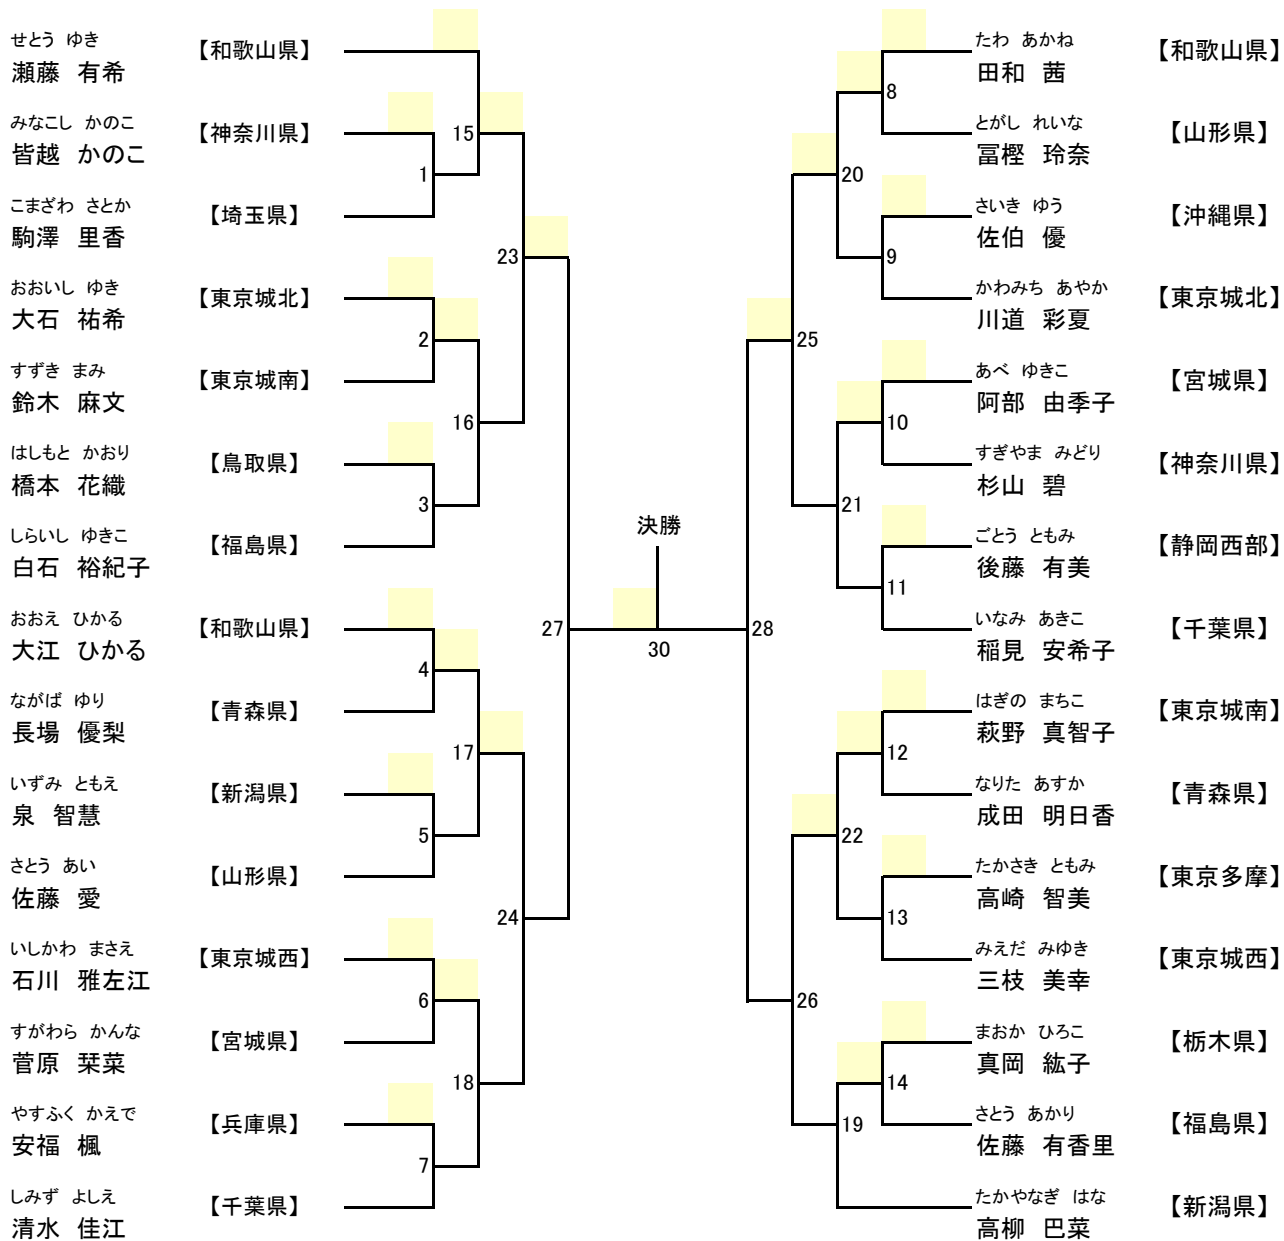 せとう ゆき
瀬藤 有希 【和歌山県】
みなこし かのこ
皆越 かのこ 【神奈川県】
こまざわ さとか
駒澤 里香 【埼玉県】
おおいし ゆき
大石 祐希 【東京城北】
すずき まみ
鈴木 麻文 【東京城南】
はしもと かおり
橋本 花織 【鳥取県】
しらいし ゆきこ
白石 裕紀子 【福島県】
おおえ ひかる
大江 ひかる 【和歌山県】
ながば ゆり
長場 優梨 【青森県】
いずみ ともえ
泉 智慧 【新潟県】
さとう あい
佐藤 愛 【山形県】
いしかわ まさえ
石川 雅左江 【東京城西】
すがわら かんな
菅原 栞菜 【宮城県】
やすふく かえで
安福 楓 【兵庫県】
しみず よしえ
清水 佳江 【千葉県】
1
2
3
4
5
6
7
15
16
17
18
23
24
27
決勝
30
28
25
26
20
21
22
19
8
9
10
11
12
13
14
たわ あかね
田和 茜 【和歌山県】
とがし れいな
冨樫 玲奈 【山形県】
さいき ゆう
佐伯 優 【沖縄県】
かわみち あやか
川道 彩夏 【東京城北】
あべ ゆきこ
阿部 由季子 【宮城県】
すぎやま みどり
杉山 碧 【神奈川県】
ごとう ともみ
後藤 有美 【静岡西部】
いなみ あきこ
稲見 安希子 【千葉県】
はぎの まちこ
萩野 真智子 【東京城南】
なりた あすか
成田 明日香 【青森県】
たかさき ともみ
高崎 智美 【東京多摩】
みえだ みゆき
三枝 美幸 【東京城西】
まおか ひろこ
真岡 紘子 【栃木県】
さとう あかり
佐藤 有香里 【福島県】
たかやなぎ はな
高柳 巴菜 【新潟県】